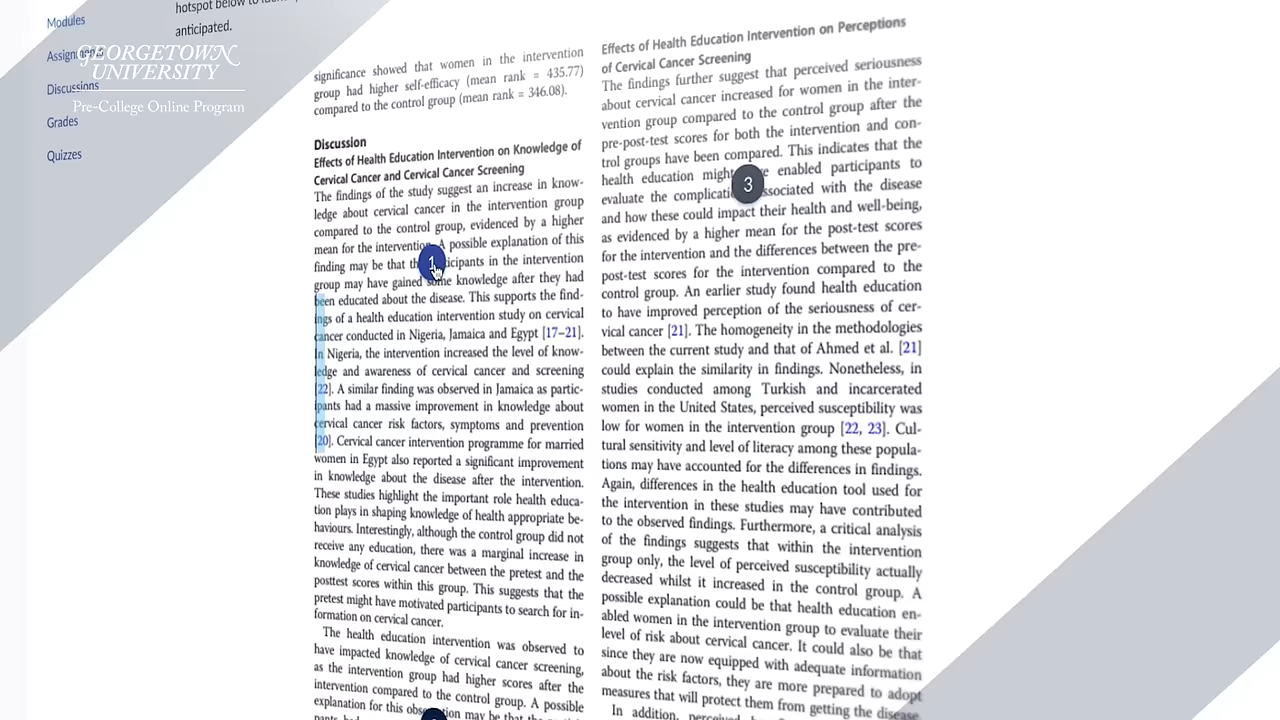 Modules
Assignments
Discussions
Grades
Quizzes
GEORGETOWN
UNIVERSITY
Pre-College Online Program
hotspot below to
anticipated.
significance showed that women in the intervention
group had higher self-efficacy (mean rank = 435.77)
compared to the control group (mean rank = 346.08).
Discussion
Effects of Health Education Intervention on Knowledge of
Cervical Cancer and Cervical Cancer Screening
The findings of the study suggest an increase in know-
ledge about cervical cancer in the intervention group
compared to the control group, evidenced by a higher
mean for the intervention. A possible explanation of this
finding may be that the participants in the intervention
group may have gained some knowledge after they had
been educated about the disease. This supports the find-
ings of a health education intervention study on cervical
cancer conducted in Nigeria, Jamaica and Egypt [17–21].
In Nigeria, the intervention increased the level of know-
ledge and awareness of cervical cancer and screening
[22]. A similar finding was observed in Jamaica as partic-
ipants had a massive improvement in knowledge about
cervical cancer risk factors, symptoms and prevention
[20]. Cervical cancer intervention programme for married
women in Egypt also reported a significant improvement
in knowledge about the disease after the intervention.
These studies highlight the important role health educa-
tion plays in shaping knowledge of health appropriate be-
haviours. Interestingly, although the control group did not
receive any education, there was a marginal increase in
knowledge of cervical cancer between the pretest and the
posttest scores within this group. This suggests that the
pretest might have motivated participants to search for in-
formation on cervical cancer.
The health education intervention was observed to
have impacted knowledge of cervical cancer screening,
as the intervention group had higher scores after the
intervention compared to the control group. A possible
explanation for this observation may be that the
1
Effects of Health Education Intervention on Perceptions
of Cervical Cancer Screening
The findings further suggest that perceived seriousness
about cervical cancer increased for women in the inter-
vention group compared to the control group after the
pre-post-test scores for both the intervention and con-
trol groups have been compared. This indicates that the
health education might have enabled participants to
evaluate the complications associated with the disease
and how these could impact their health and well-being,
as evidenced by a higher mean for the post-test scores
for the intervention and the differences between the pre-
post-test scores for the intervention compared to the
control group. An earlier study found health education
to have improved perception of the seriousness of cer-
vical cancer [21]. The homogeneity in the methodologies
between the current study and that of Ahmed et al. [21]
could explain the similarity in findings. Nonetheless, in
studies conducted among Turkish and incarcerated
women in the United States, perceived susceptibility was
low for women in the intervention group [22, 23]. Cul-
tural sensitivity and level of literacy among these popula-
tions may have accounted for the differences in findings.
Again, differences in the health education tool used for
the intervention in these studies may have contributed
to the observed findings. Furthermore, a critical analysis
of the findings suggests that within the intervention
group only, the level of perceived susceptibility actually
decreased whilst it increased in the control group. A
possible explanation could be that health education en-
abled women in the intervention group to evaluate their
level of risk about cervical cancer. It could also be that
since they are now equipped with adequate information
about the risk factors, they are more prepared to adopt
measures that will protect them from getting the disease.
In addition,
3